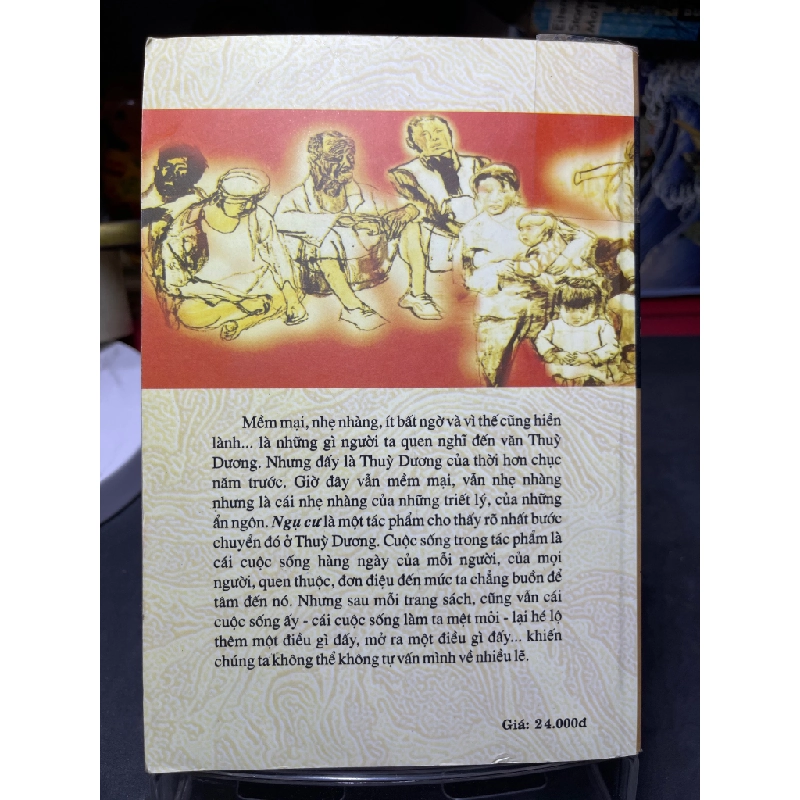 Mềm mại, nhẹ nhàng, ít bất ngờ và vì thế cũng hiền
lành... là những gì người ta quen nghĩ đến văn Thuỳ
Dương. Nhưng đấy là Thuỳ Dương của thời hơn chục
năm trước. Giờ đây vẫn mềm mại, vẫn nhẹ nhàng
nhưng là cái nhẹ nhàng của những triết lý, của những
ẩn ngôn. Ngụ cư là một tác phẩm cho thấy rõ nhất bước
chuyển đó ở Thuỳ Dương. Cuộc sống trong tác phẩm là
cái cuộc sống hàng ngày của mỗi người, của mọi
người, quen thuộc, đơn điệu đến mức ta chẳng buồn để
tâm đến nó. Nhưng sau mỗi trang sách, cũng vẫn cái
cuộc sống ấy - cái cuộc sống làm ta mệt mỏi - lại hé lộ
thêm một điều gì đấy, mở ra một điều gì đấy... khiến
chúng ta không thể không tự vấn mình về nhiều lẽ.
Giá: 24.000đ